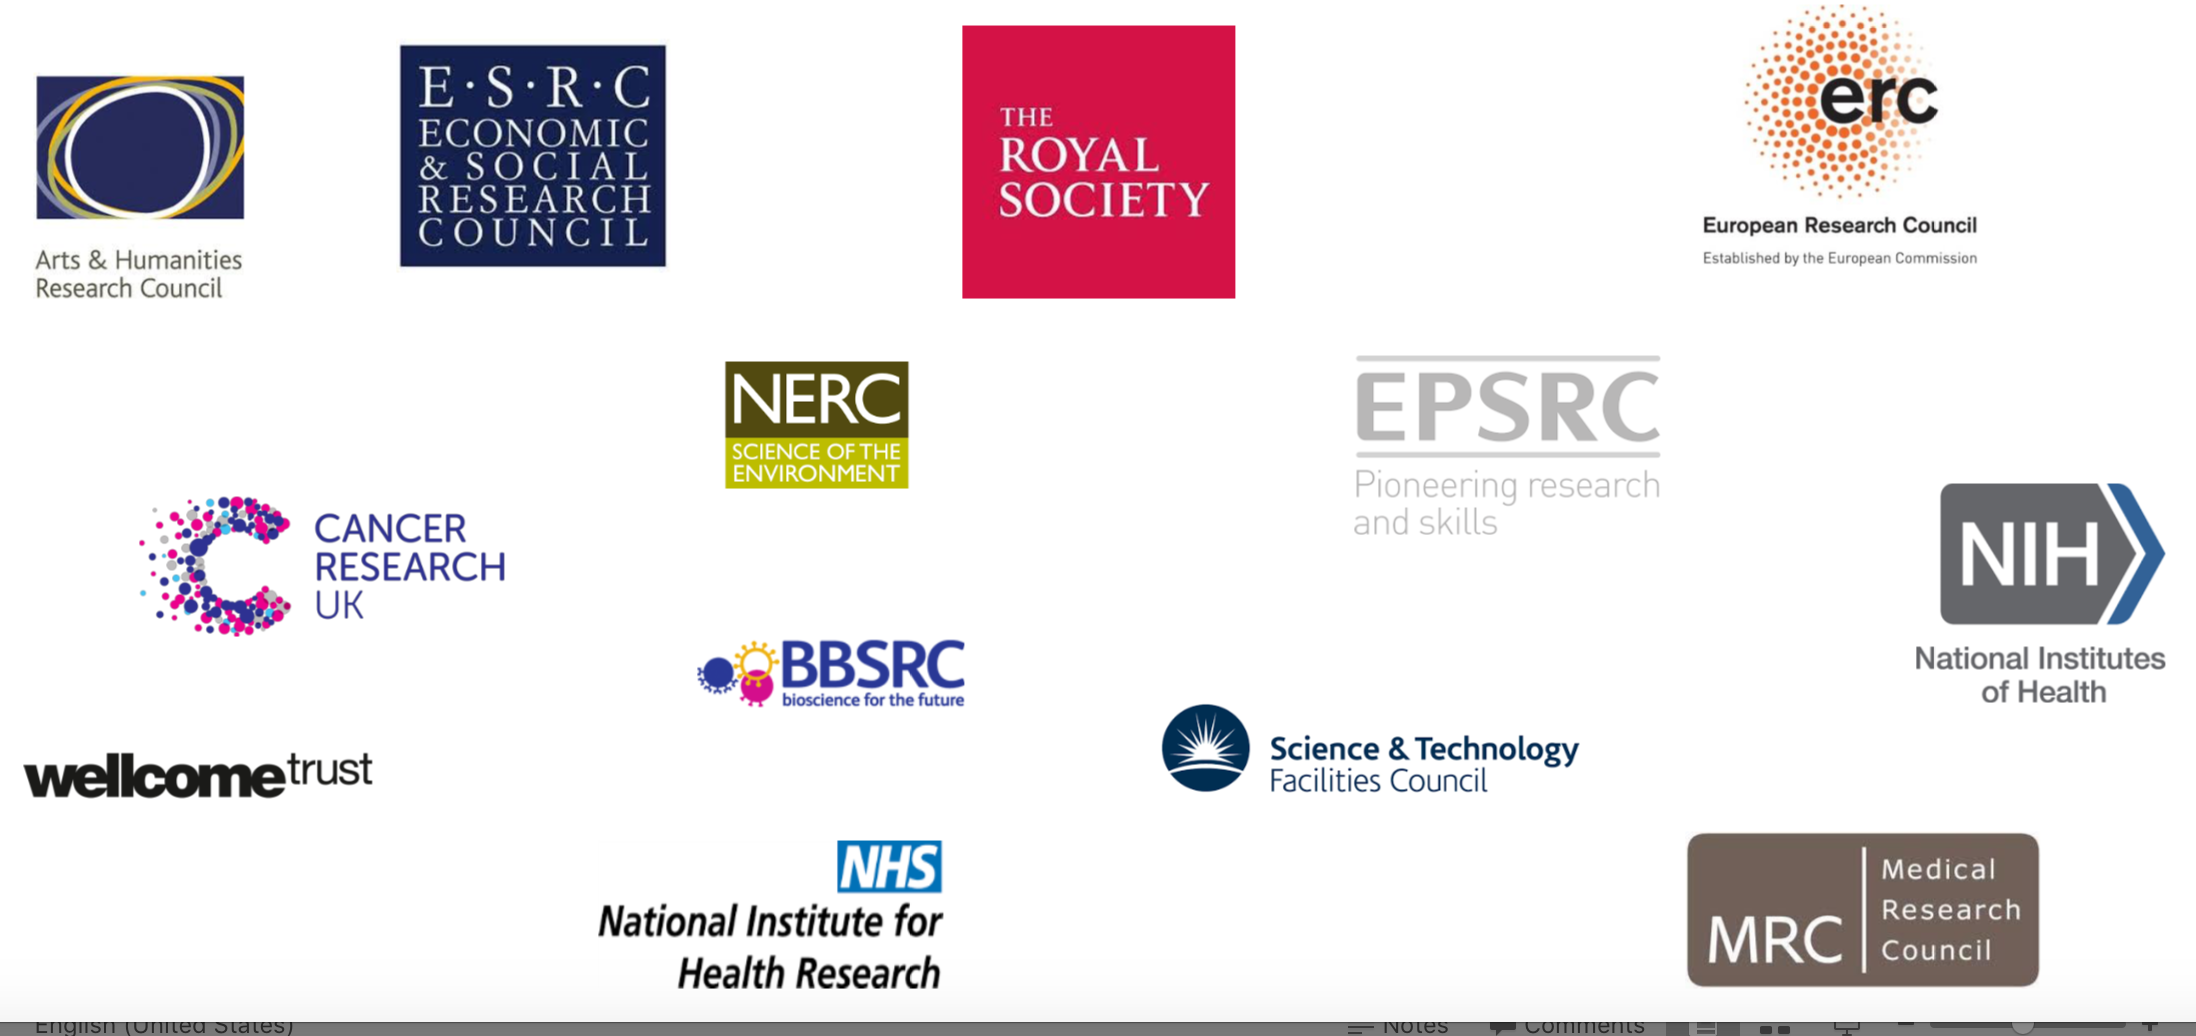 Arts & Humanities
Research Council
E·S·R·C
ECONOMIC
& SOCIAL
RESEARCH
COUNCIL
THE
ROYAL
SOCIETY
erc
European Research Council
Established by the European Commission
NERC
SCIENCE OF THE
ENVIRONMENT
EPSRC
Pioneering research
and skills
CANCER
RESEARCH
UK
NIH
National Institutes
of Health
BBSRC
bioscience for the future
Science & Technology
Facilities Council
wellcometrust
NHS
National Institute for
Health Research
MRC
Medical
Research
Council
English (United States)
Notes
Comments